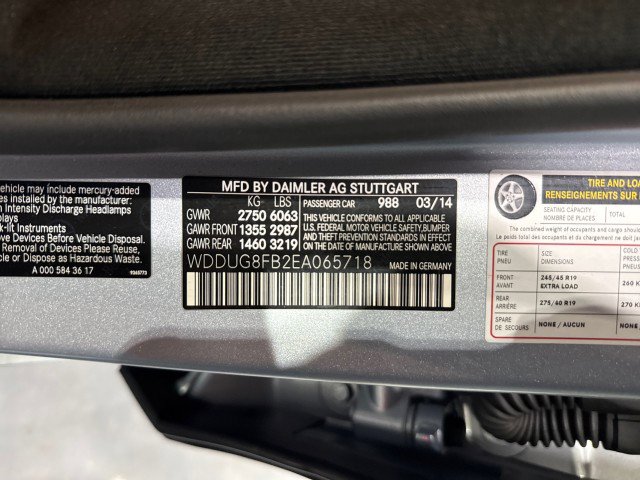 vehicle may include mercury-added
es installed by the manufacturer:
h Intensity Discharge Headlamps
splays
k-lit Instruments
ove Devices Before Vehicle Disposal.
al of Devices Please Reuse,
cle or Dispose as Hazardous Waste.
A 000 584 36 17
MFD BY DAIMLER AG STUTTGART
KG LBS PASSENGER CAR 988 03/14
GVWR 2750 6063
GAWR FRONT 1355 2987
GAWR REAR 1460 3219
THIS VEHICLE CONFORMS TO ALL APPLICABLE
U.S. FEDERAL MOTOR VEHICLE SAFETY,BUMPER
AND THEFT PREVENTION STANDARDS IN EFFECT
ON THE DATE OF MANUFACTURE SHOWN ABOVE.
WDDUG8FB2EA065718 MADE IN GERMANY
TIRE AND LOA
RENSEIGNEMENTS SUR
SEATING CAPACITY
NOMBRE DE PLACES TOTAL
The combined weight of occupants and cargo should
Le poids total des occupants et du chargement ne doit
TIRE SIZE COLD
PNEU DIMENSIONS PRESS
FRONT 245/45 R19 260 K
AVANT EXTRA LOAD
REAR 275/40 R19 270 K
ARRIÈRE
SPARE NONE / AUCUN NONE
DE SECOURS